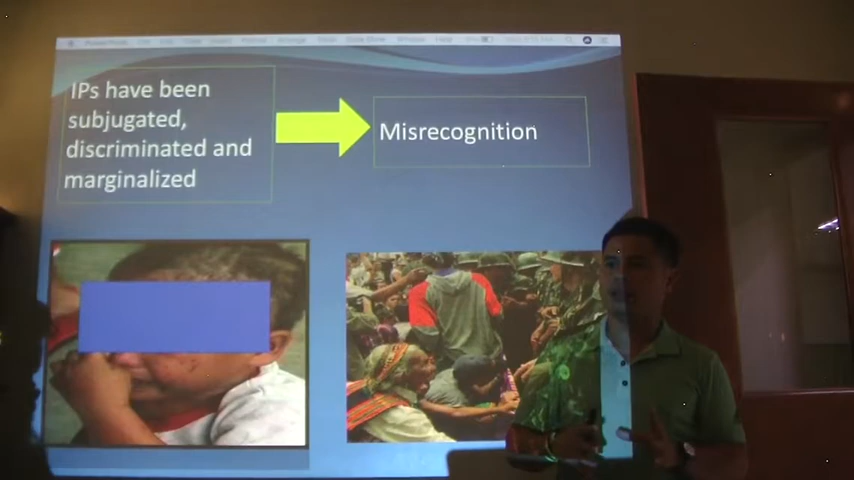 IPs have been
subjugated,
discriminated and
marginalized
Misrecognition